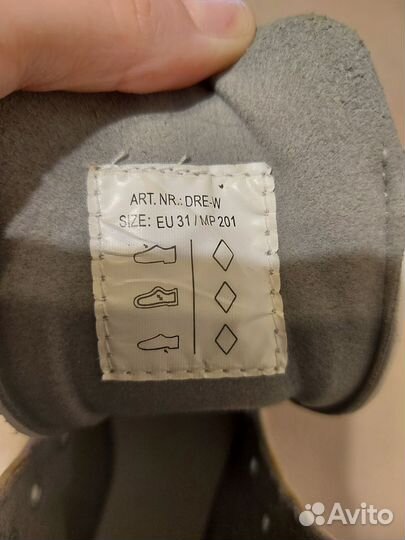 ART. NR.: DRE-W
SIZE: EU 31 / MP 201
Avito